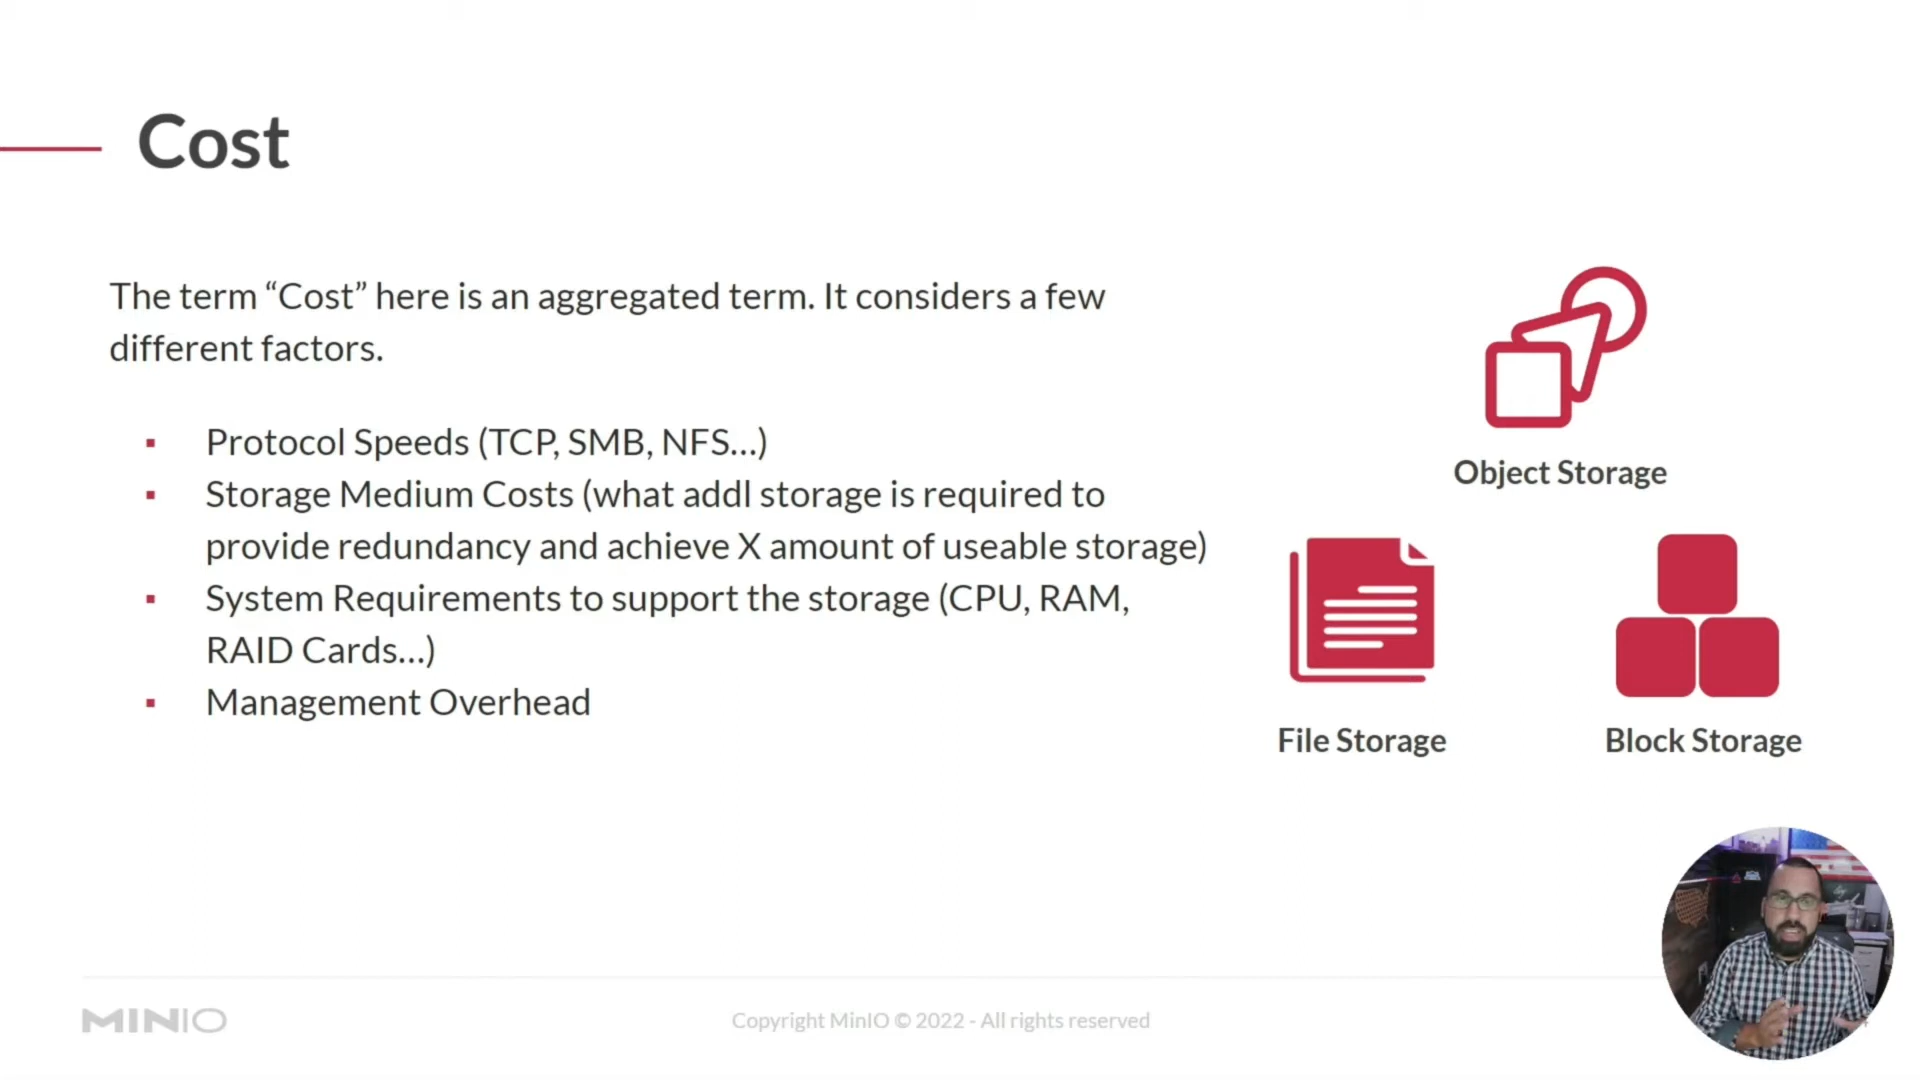 Cost
The term “Cost” here is an aggregated term. It considers a few
different factors.
▪ Protocol Speeds (TCP, SMB, NFS...)
▪ Storage Medium Costs (what addl storage is required to
provide redundancy and achieve X amount of useable storage)
▪ System Requirements to support the storage (CPU, RAM,
RAID Cards...)
▪ Management Overhead
Object Storage
File Storage
Block Storage
MINIO
Copyright MinIO © 2022 - All rights reserved